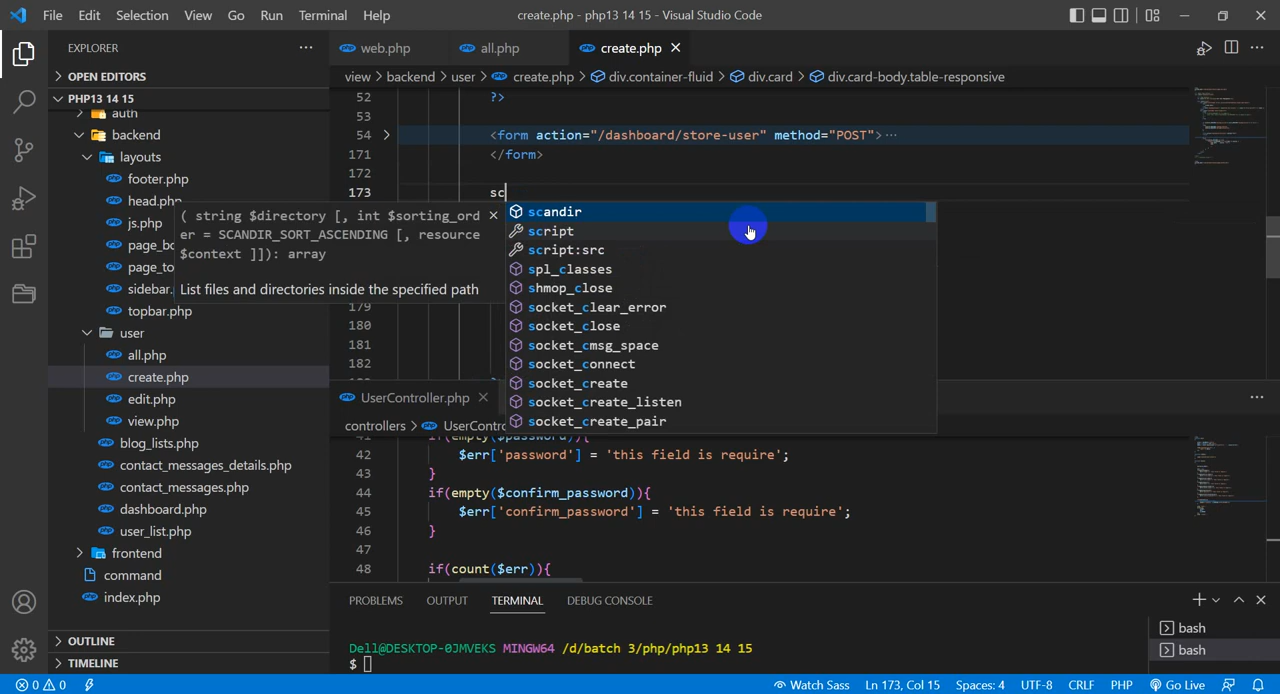 File Edit Selection View Go Run Terminal Help
create.php - php13 14 15 - Visual Studio Code
EXPLORER
OPEN EDITORS
PHP13 14 15
auth
backend
layouts
footer.php
head.php
js.php
page_bo
page_to
sidebar.
topbar.php
user
all.php
create.php
edit.php
view.php
blog_lists.php
contact_messages_details.php
contact_messages.php
dashboard.php
user_list.php
frontend
command
index.php
OUTLINE
TIMELINE
web.php all.php create.php
view > backend > user > create.php > div.container-fluid > div.card > div.card-body.table-responsive
52 ?>
53
54 <form action="/dashboard/store-user" method="POST">···
171 </form>
172
173 sc
( string $directory [, int $sorting_ord
er = SCANDIR_SORT_ASCENDING [, resource
$context ]]): array
List files and directories inside the specified path
scandir
script
script:src
spl_classes
shmop_close
socket_clear_error
socket_close
socket_cmsg_space
socket_connect
socket_create
socket_create_listen
socket_create_pair
179
180
181
182
UserController.php
controllers > UserContro
41 if(empty($password)){
42 $err['password'] = 'this field is require';
43 }
44 if(empty($confirm_password)){
45 $err['confirm_password'] = 'this field is require';
46 }
47
48 if(count($err)){
PROBLEMS OUTPUT TERMINAL DEBUG CONSOLE
Dell@DESKTOP-0JMVEKS MINGW64 /d/batch 3/php/php13 14 15
$
bash
bash
0 0 Watch Sass Ln 173, Col 15 Spaces: 4 UTF-8 CRLF PHP Go Live